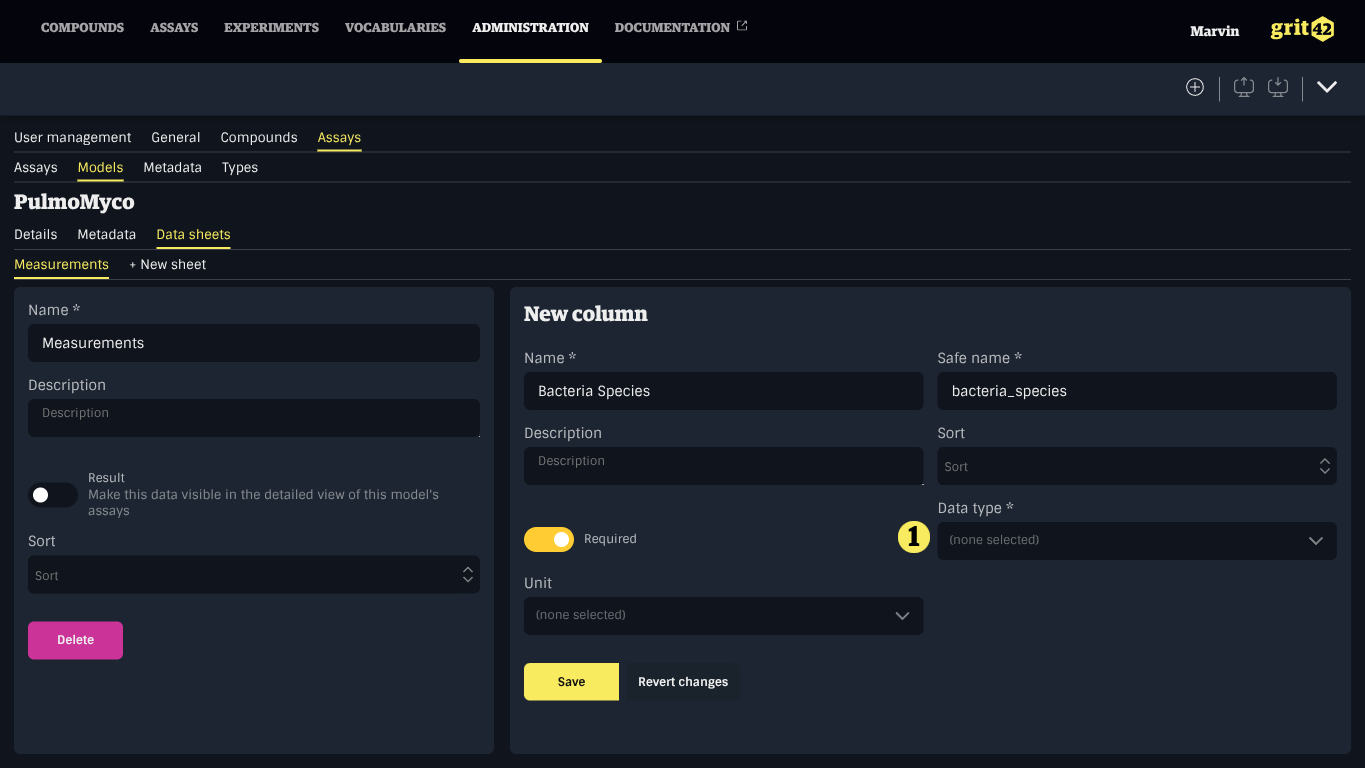 COMPOUNDS ASSAYS EXPERIMENTS VOCABULARIES ADMINISTRATION DOCUMENTATION Marvin grit42
User management General Compounds Assays
Assays Models Metadata Types
PulmoMyco
Details Metadata Data sheets
Measurements + New sheet
Name *
Measurements
Description
Description
Result
Make this data visible in the detailed view of this model's
assays
Sort
Sort
Delete
New column
Name *
Bacteria Species
Safe name *
bacteria_species
Description
Description
Sort
Sort
Required
1
Data type *
(none selected)
Unit
(none selected)
Save Revert changes